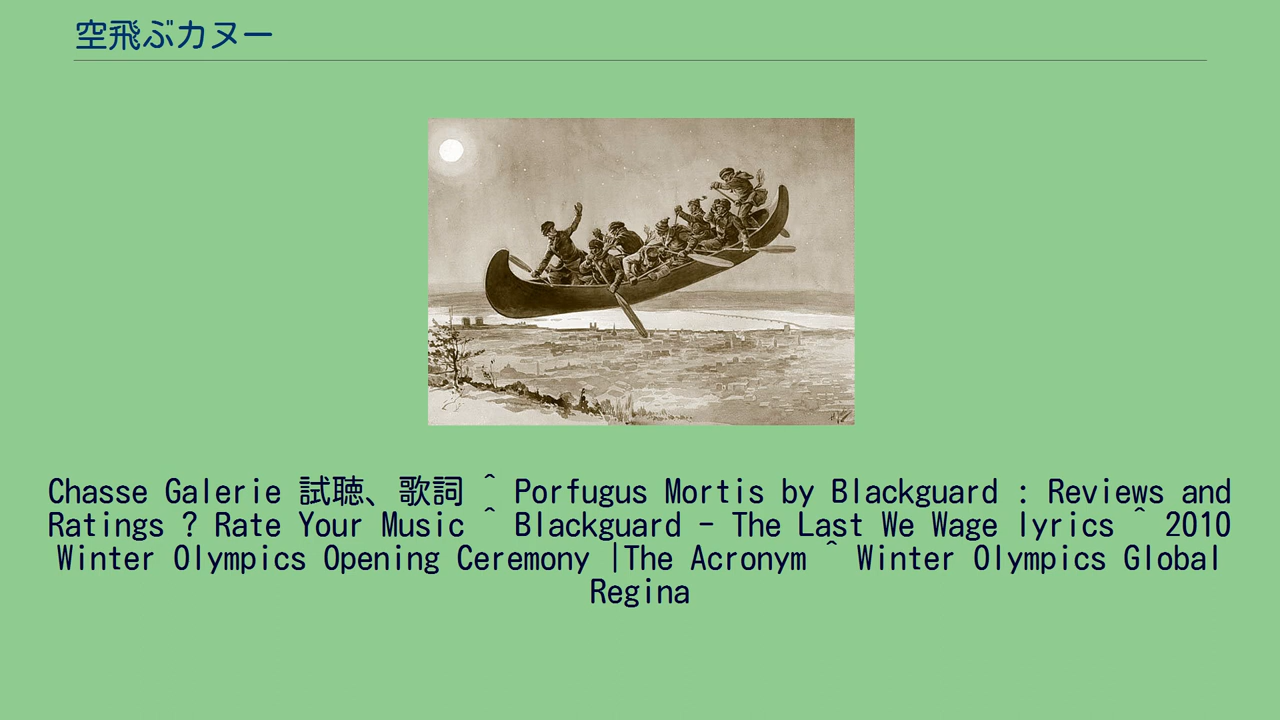 空飛ぶカヌー
Chasse Galerie 試聴、歌詞 ^ Porfugus Mortis by Blackguard : Reviews and
Ratings ? Rate Your Music ^ Blackguard - The Last We Wage lyrics ^ 2010
Winter Olympics Opening Ceremony |The Acronym ^ Winter Olympics Global
Regina